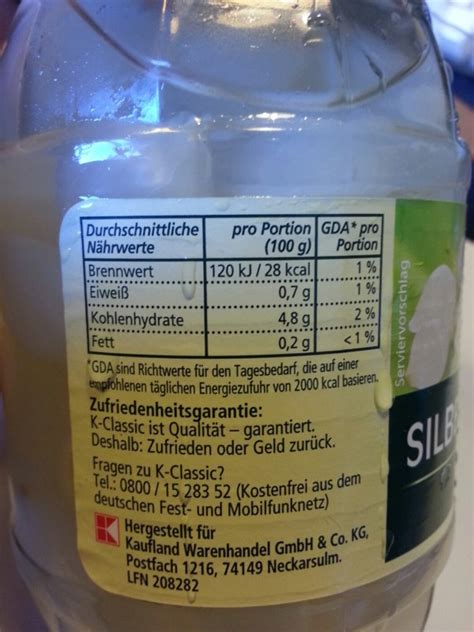 Durchschnittliche Nährwerte | pro Portion (100 g) | GDA* pro Portion
Brennwert | 120 kJ / 28 kcal | 1 %
Eiweiß | 0,7 g | 1 %
Kohlenhydrate | 4,8 g | 2 %
Fett | 0,2 g | < 1 %
*GDA sind Richtwerte für den Tagesbedarf, die auf einer
empfohlenen täglichen Energiezufuhr von 2000 kcal basieren.
Zufriedenheitsgarantie:
K-Classic ist Qualität – garantiert.
Deshalb: Zufrieden oder Geld zurück.
Fragen zu K-Classic?
Tel.: 0800 / 15 283 52 (Kostenfrei aus dem
deutschen Fest- und Mobilfunknetz)
Hergestellt für
Kaufland Warenhandel GmbH & Co. KG,
Postfach 1216, 74149 Neckarsulm.
LFN 208282
Serviervorschlag
SILB